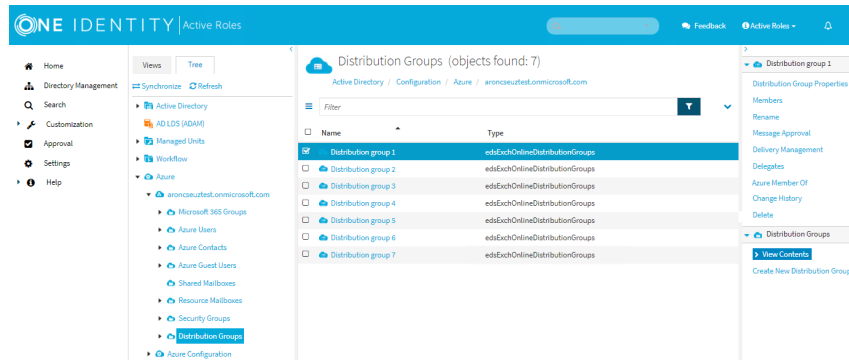 ONE IDENTITY Active Roles
Feedback
Active Roles
Home
Directory Management
Search
Customization
Approval
Settings
Help
Views
Tree
Synchronize
Refresh
Active Directory
AD LDS (ADAM)
Managed Units
Workflow
Azure
aroncseuztest.onmicrosoft.com
Microsoft 365 Groups
Azure Users
Azure Contacts
Azure Guest Users
Shared Mailboxes
Resource Mailboxes
Security Groups
Distribution Groups
Azure Configuration
Distribution Groups (objects found: 7)
Active Directory / Configuration / Azure / aroncseuztest.onmicrosoft.com
Filter
Name Type
Distribution group 1 edsExchOnlineDistributionGroups
Distribution group 2 edsExchOnlineDistributionGroups
Distribution group 3 edsExchOnlineDistributionGroups
Distribution group 4 edsExchOnlineDistributionGroups
Distribution group 5 edsExchOnlineDistributionGroups
Distribution group 6 edsExchOnlineDistributionGroups
Distribution group 7 edsExchOnlineDistributionGroups
Distribution group 1
Distribution Group Properties
Members
Rename
Message Approval
Delivery Management
Delegates
Azure Member Of
Change History
Delete
Distribution Groups
View Contents
Create New Distribution Group